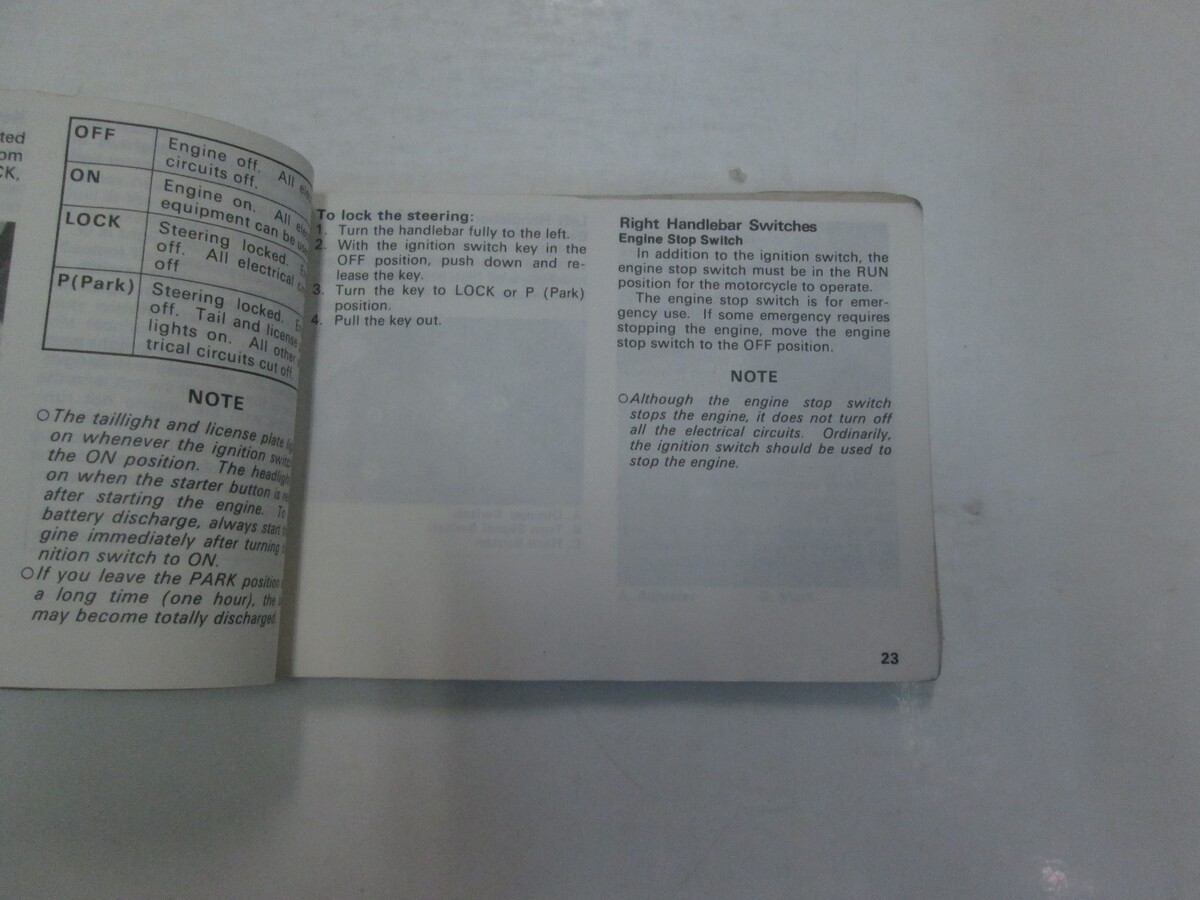 ted
om
CK,
OFF
Engine off. All
circuits off.
ON
Engine on. All
equipment can be
LOCK
Steering locked.
off. All electrical
off
P(Park)
Steering locked.
off. Tail and license
lights on. All other
trical circuits cut off.
NOTE
○The taillight and license plate
on whenever the ignition
the ON position. The
on when the starter button is
after starting the engine. To
battery discharge, always start
gine immediately after turning
nition switch to ON.
○If you leave the PARK position
a long time (one hour), the
may become totally discharged.
To lock the steering:
1. Turn the handlebar fully to the left.
2. With the ignition switch key in the
OFF position, push down and re-
lease the key.
3. Turn the key to LOCK or P (Park)
position.
4. Pull the key out.
Right Handlebar Switches
Engine Stop Switch
In addition to the ignition switch, the
engine stop switch must be in the RUN
position for the motorcycle to operate.
The engine stop switch is for emer-
gency use. If some emergency requires
stopping the engine, move the engine
stop switch to the OFF position.
NOTE
○Although the engine stop switch
stops the engine, it does not turn off
all the electrical circuits. Ordinarily,
the ignition switch should be used to
stop the engine.
23